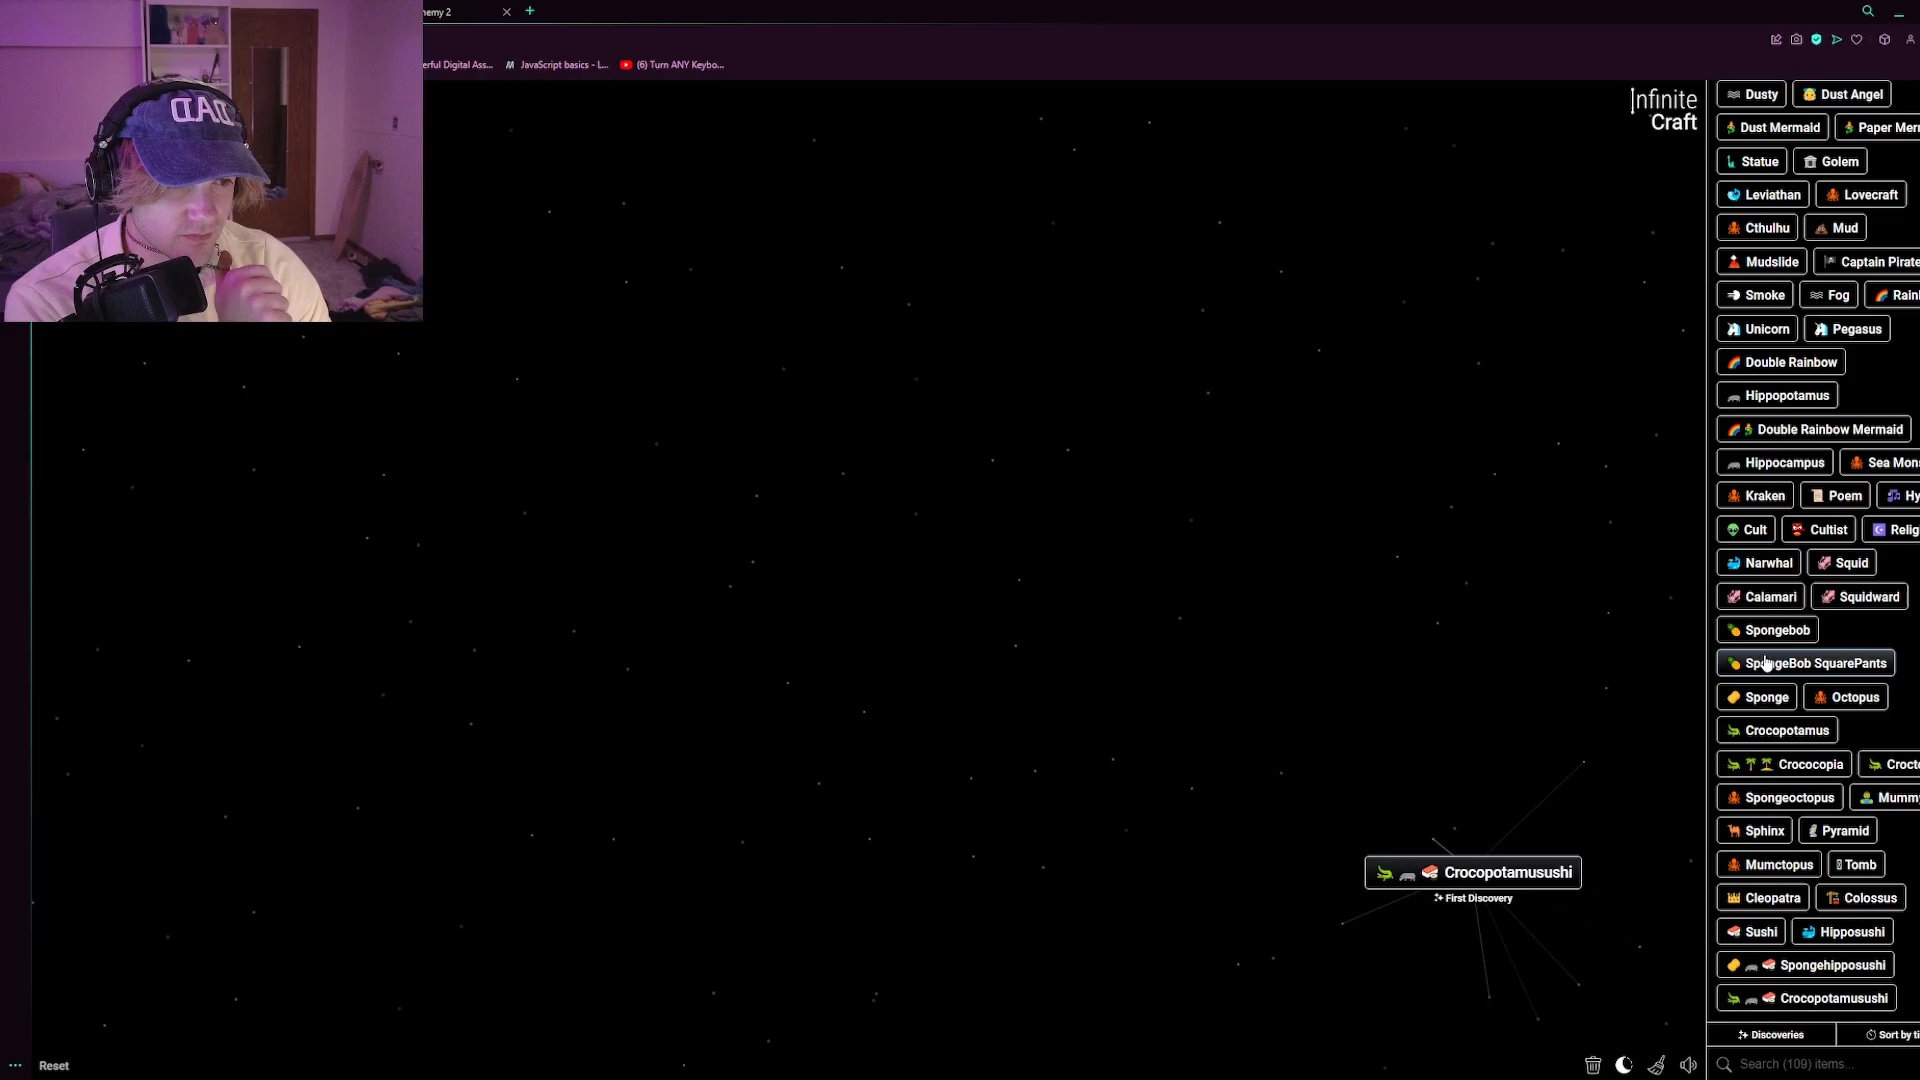 nemy 2
erful Digital Ass...
JavaScript basics - L...
(6) Turn ANY Keybo...
DAD
Infinite
Craft
Dusty
Dust Angel
Dust Mermaid
Paper Mer
Statue
Golem
Leviathan
Lovecraft
Cthulhu
Mud
Mudslide
Captain Pirate
Smoke
Fog
Rain
Unicorn
Pegasus
Double Rainbow
Hippopotamus
Double Rainbow Mermaid
Hippocampus
Sea Mons
Kraken
Poem
Hy
Cult
Cultist
Relig
Narwhal
Squid
Calamari
Squidward
Spongebob
SpongeBob SquarePants
Sponge
Octopus
Crocopotamus
Crococopia
Crocto
Spongeoctopus
Mummy
Sphinx
Pyramid
Mumctopus
Tomb
Cleopatra
Colossus
Sushi
Hipposushi
Spongehipposushi
Crocopotamusushi
Crocopotamusushi
First Discovery
Discoveries
Sort by ti
Search (109) items...
Reset